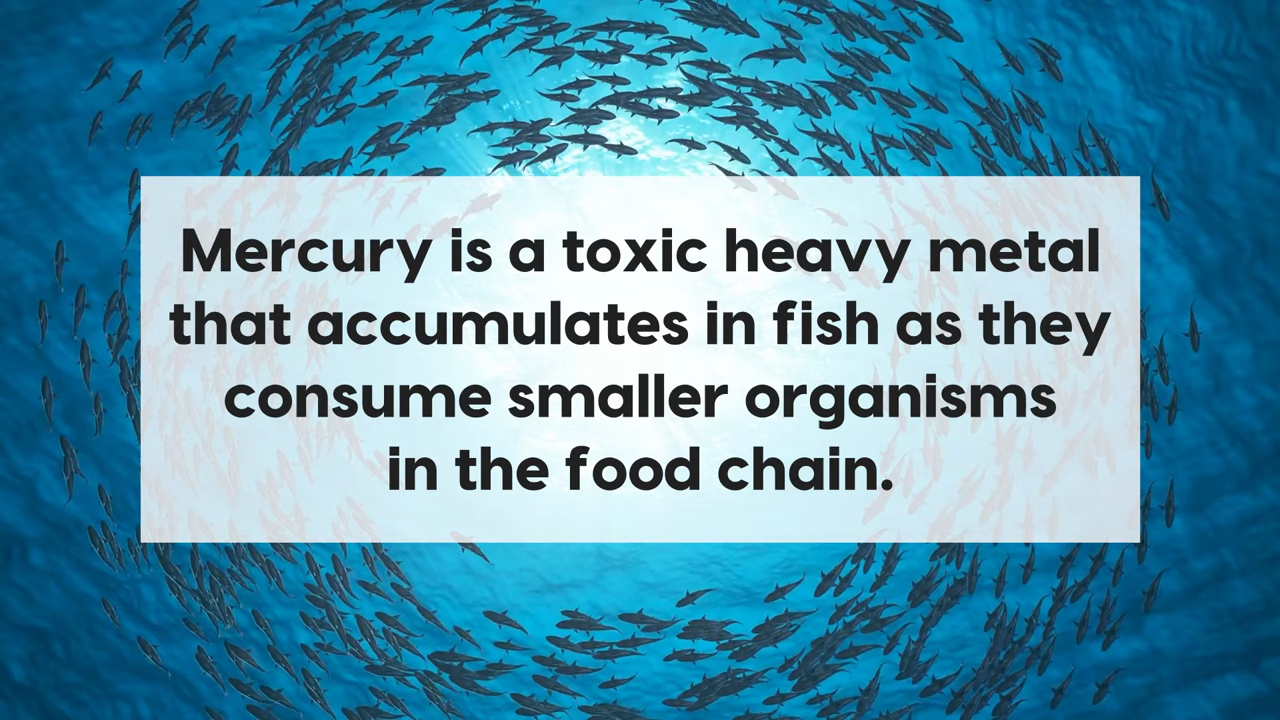 Mercury is a toxic heavy metal
that accumulates in fish as they
consume smaller organisms
in the food chain.